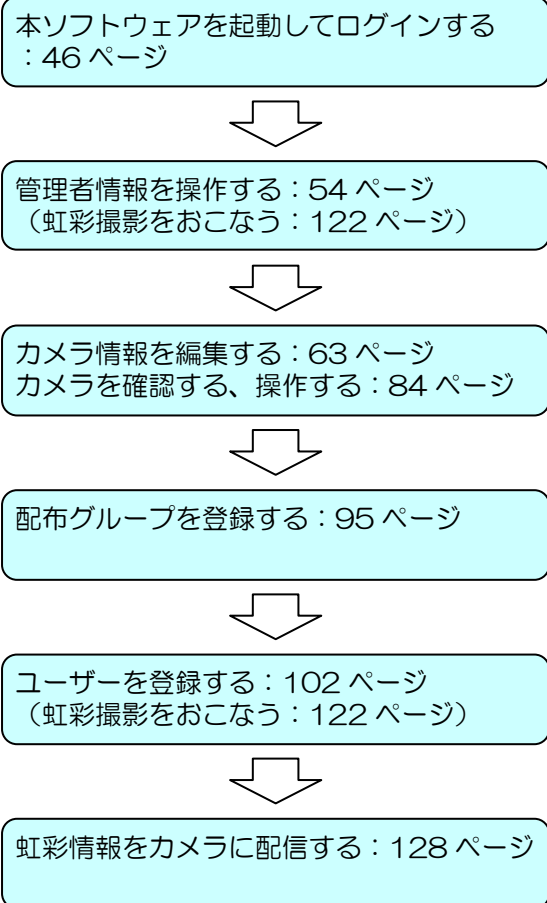 本ソフトウェアを起動してログインする
：46 ページ
管理者情報を操作する：54 ページ
（虹彩撮影をおこなう：122 ページ）
カメラ情報を編集する：63 ページ
カメラを確認する、操作する：84 ページ
配布グループを登録する：95 ページ
ユーザーを登録する：102 ページ
（虹彩撮影をおこなう：122 ページ）
虹彩情報をカメラに配信する：128 ページ